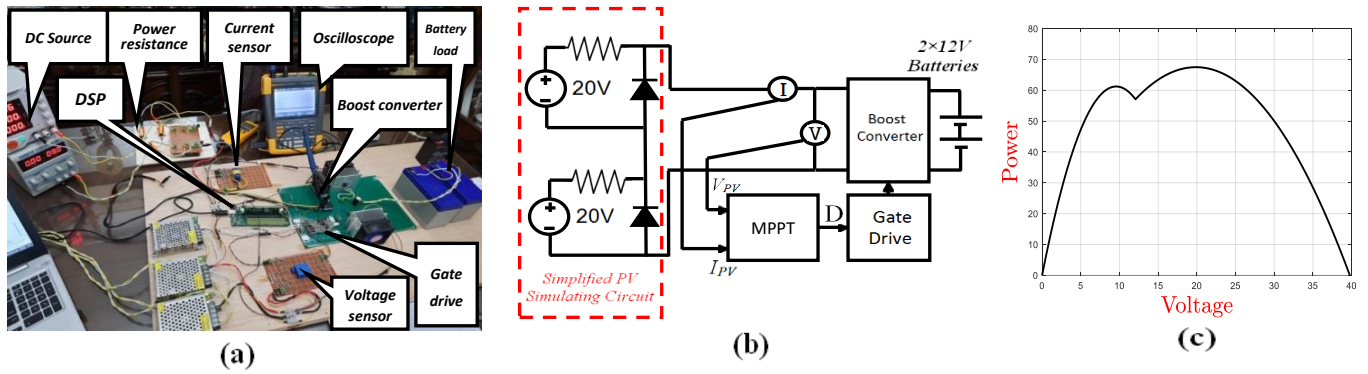 DC Source
Power
resistance
Current
sensor
Oscilloscope
Battery
load
DSP
Boost converter
Voltage
sensor
Gate
drive
(a)
20V
20V
Simplified PV
Simulating Circuit
I
V
2×12V
Batteries
Boost
Converter
VPV
IPV
MPPT
D
Gate
Drive
(b)
Power
80
70
60
50
40
30
20
10
0
0 5 10 15 20 25 30 35 40
Voltage
(c)